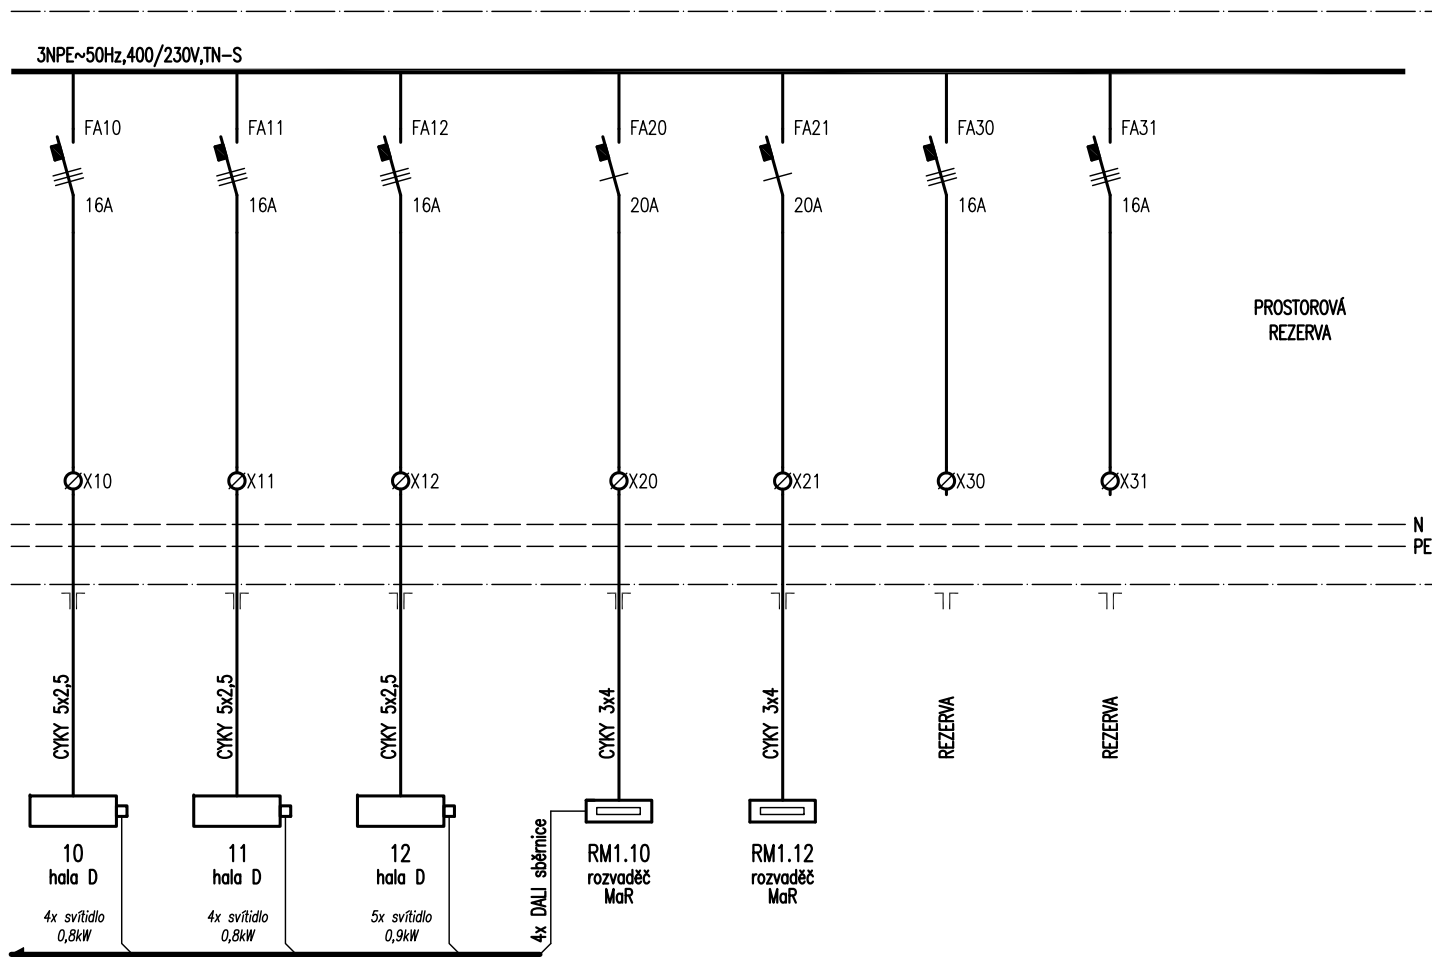 3NPE~50Hz,400/230V,TN-S
FA10
FA11
FA12
FA20
FA21
FA30
FA31
16A
16A
16A
20A
20A
16A
16A
PROSTOROVÁ
REZERVA
X10
X11
X12
X20
X21
X30
X31
N
PE
CYKY 5x2,5
CYKY 5x2,5
CYKY 5x2,5
CYKY 3x4
CYKY 3x4
REZERVA
REZERVA
10
hala D
4x svítidlo
0,8kW
11
hala D
4x svítidlo
0,8kW
12
hala D
5x svítidlo
0,9kW
4x DALI sběrnice
RM1.10
rozvaděč
MaR
RM1.12
rozvaděč
MaR